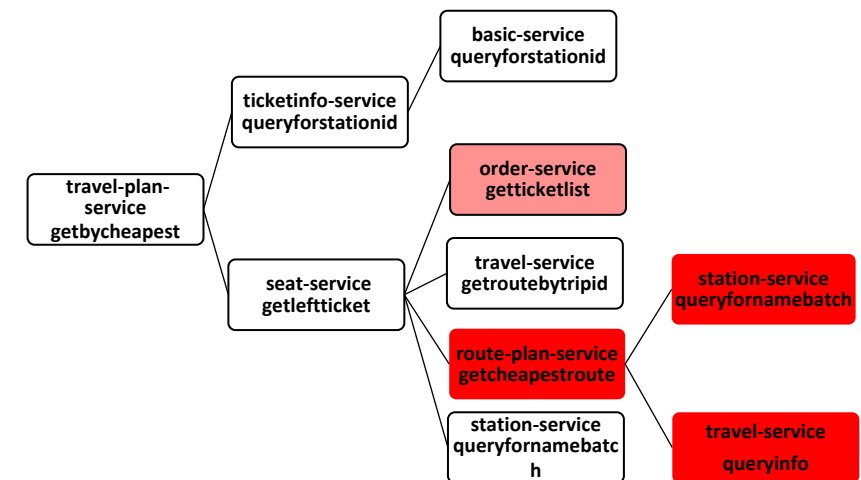 basic-service
queryforstationid
ticketinfo-service
queryforstationid
order-service
getticketlist
travel-plan-
service
getbycheapest
travel-service
getroutebytripid
seat-service
getleftticket
station-service
queryfornamebatch
route-plan-service
getcheapestroute
station-service
queryfornamebatc
h
travel-service
queryinfo